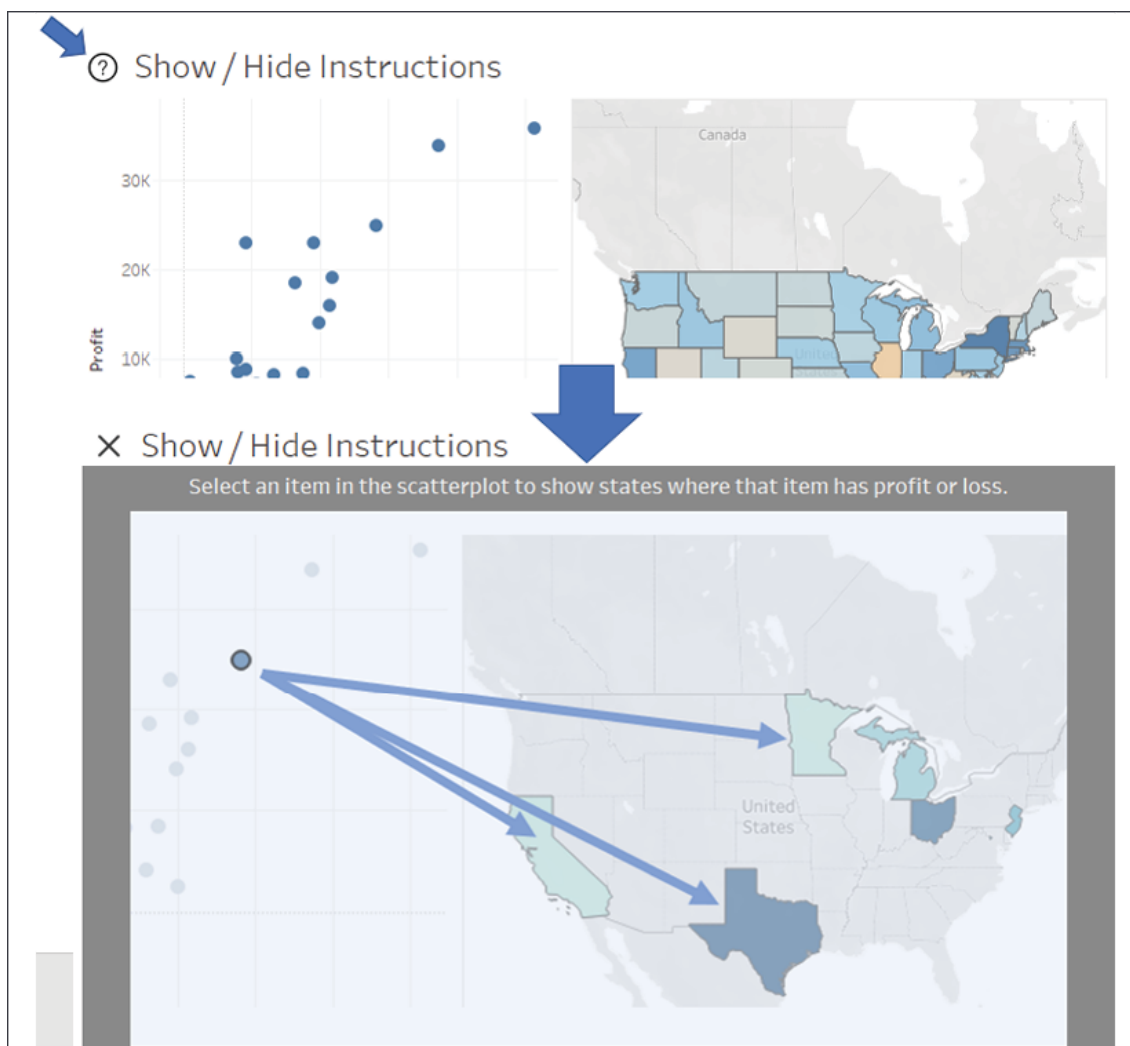 ? Show / Hide Instructions
Canada
30K
20K
Profit
10K
United
X Show / Hide Instructions
Select an item in the scatterplot to show states where that item has profit or loss.
United
States